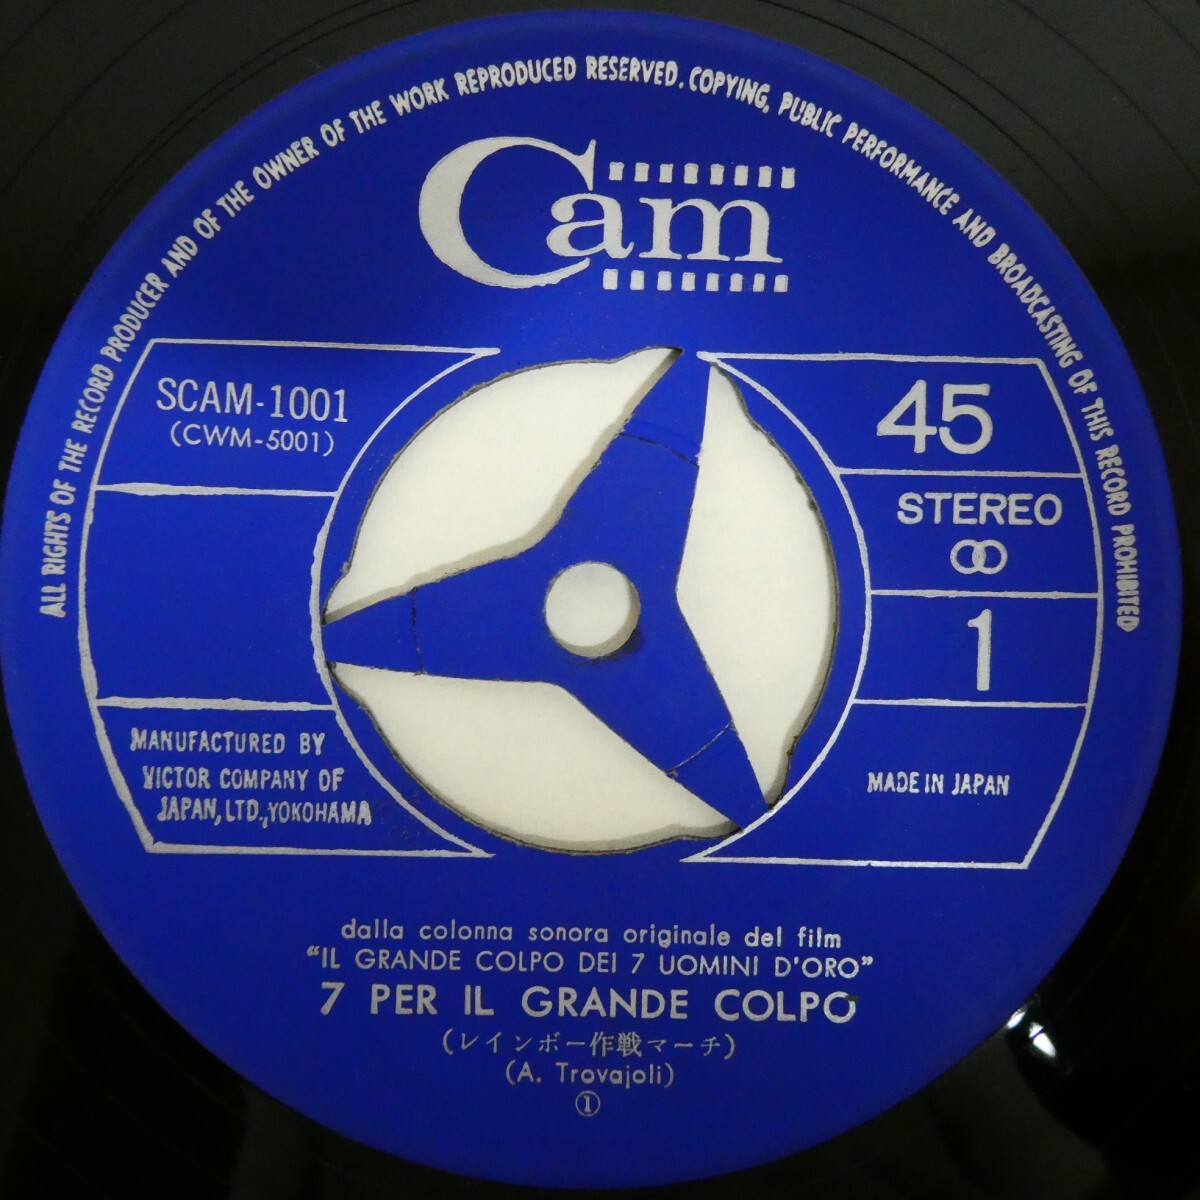 ALL RIGHTS OF THE RECORD PRODUCER AND OF THE OWNER OF THE WORK REPRODUCED RESERVED. COPYING, PUBLIC PERFORMANCE AND BROADCASTING OF THIS RECORD PROHIBITED
Cam
SCAM-1001
(CWM-5001)
45
STEREO
1
MANUFACTURED BY
VICTOR COMPANY OF
JAPAN, LTD., YOKOHAMA
MADE IN JAPAN
dalla colonna sonora originale del film
"IL GRANDE COLPO DEI 7 UOMINI D'ORO"
7 PER IL GRANDE COLPO
(レインボー作戦マーチ)
(A. Trovajoli)
①